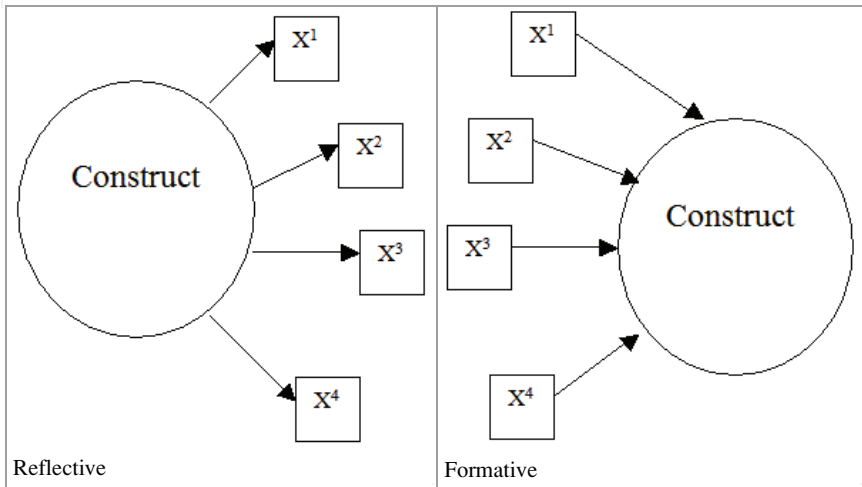 X¹
X²
Construct
X³
X⁴
Reflective
X¹
X²
Construct
X³
X⁴
Formative